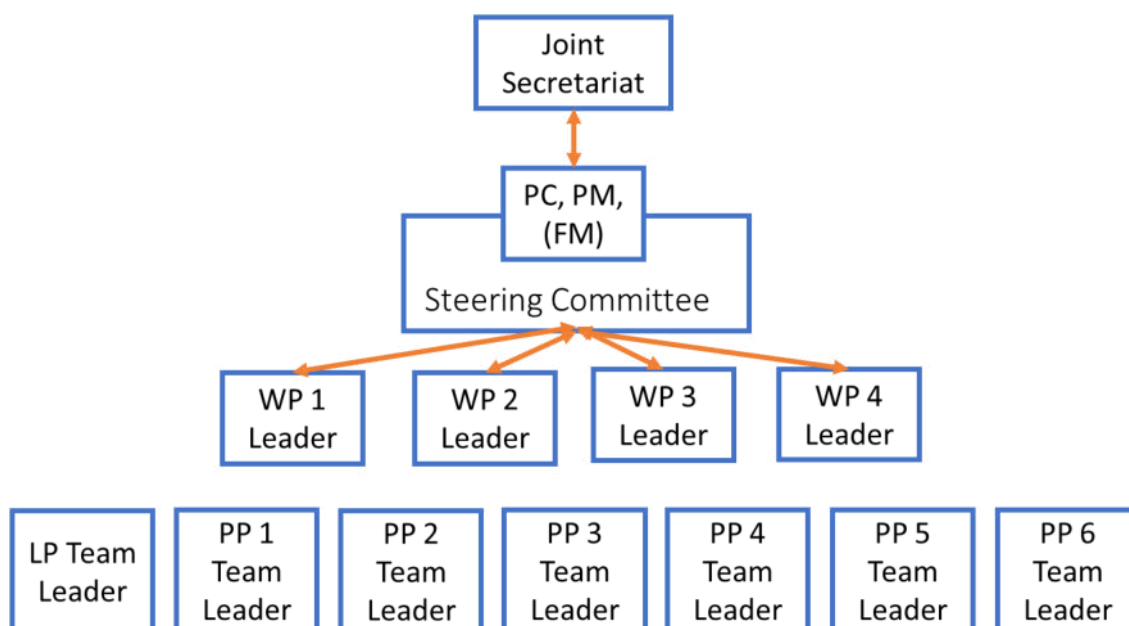 Joint
Secretariat
PC, PM,
(FM)
Steering Committee
WP 1
Leader
WP 2
Leader
WP 3
Leader
WP 4
Leader
LP Team
Leader
PP 1
Team
Leader
PP 2
Team
Leader
PP 3
Team
Leader
PP 4
Team
Leader
PP 5
Team
Leader
PP 6
Team
Leader